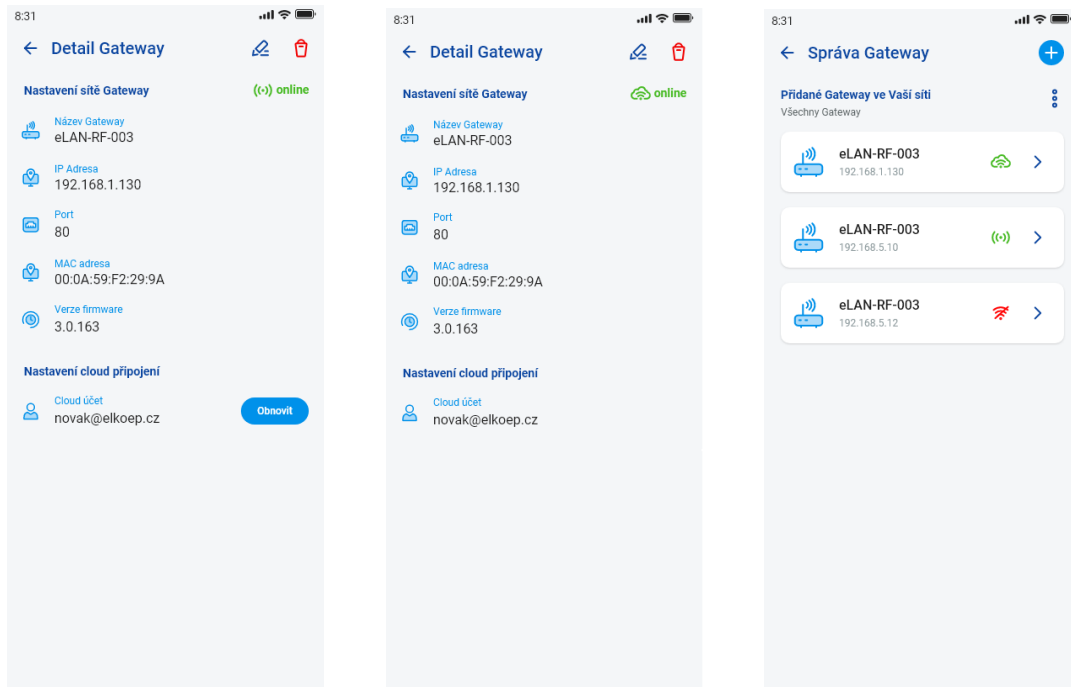 8:31
Detail Gateway
Nastavení sítě Gateway
online
Název Gateway
eLAN-RF-003
IP Adresa
192.168.1.130
Port
80
MAC adresa
00:0A:59:F2:29:9A
Verze firmware
3.0.163
Nastavení cloud připojení
Cloud účet
novak@elkoep.cz
Obnovit
8:31
Detail Gateway
Nastavení sítě Gateway
online
Název Gateway
eLAN-RF-003
IP Adresa
192.168.1.130
Port
80
MAC adresa
00:0A:59:F2:29:9A
Verze firmware
3.0.163
Nastavení cloud připojení
Cloud účet
novak@elkoep.cz
8:31
Správa Gateway
Přidané Gateway ve Vaší síti
Všechny Gateway
eLAN-RF-003
192.168.1.130
eLAN-RF-003
192.168.5.10
eLAN-RF-003
192.168.5.12